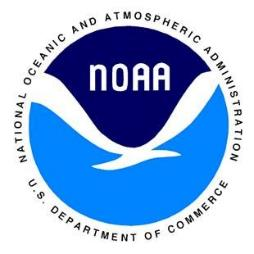 NATIONAL OCEANIC AND ATMOSPHERIC ADMINISTRATION
NOAA
U.S. DEPARTMENT OF COMMERCE